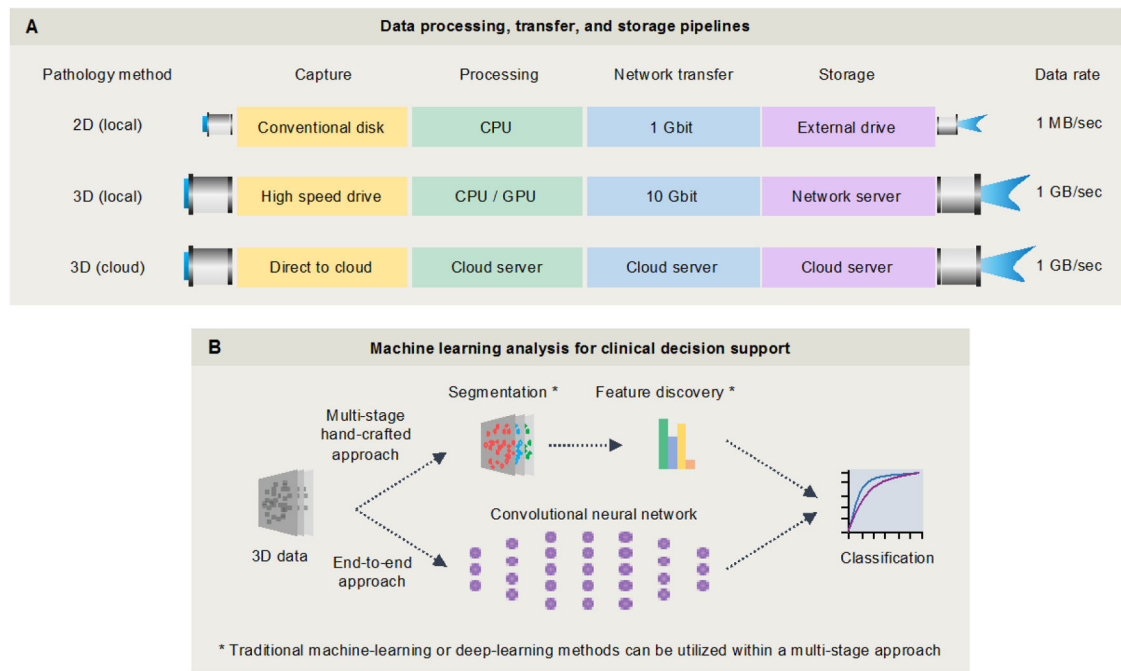 A
Data processing, transfer, and storage pipelines
Pathology method
Capture
Processing
Network transfer
Storage
Data rate
2D (local)
Conventional disk
CPU
1 Gbit
External drive
1 MB/sec
3D (local)
High speed drive
CPU / GPU
10 Gbit
Network server
1 GB/sec
3D (cloud)
Direct to cloud
Cloud server
Cloud server
Cloud server
1 GB/sec
B
Machine learning analysis for clinical decision support
Multi-stage
hand-crafted
approach
Segmentation *
Feature discovery *
3D data
End-to-end
approach
Convolutional neural network
Classification
* Traditional machine-learning or deep-learning methods can be utilized within a multi-stage approach